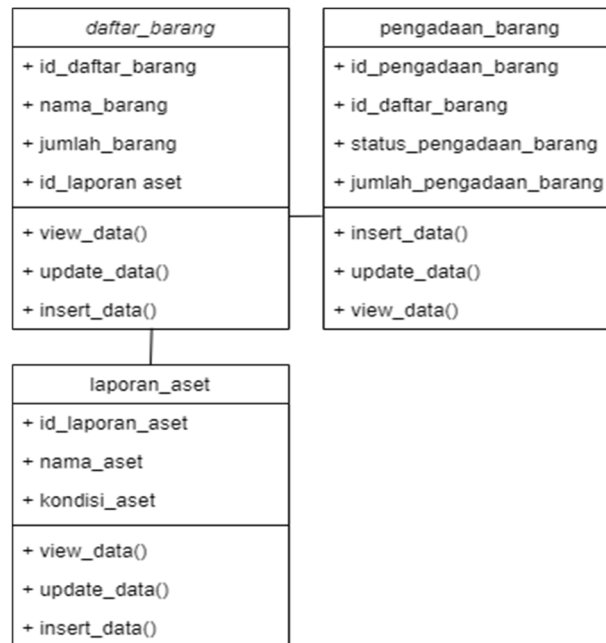 daftar_barang
+ id_daftar_barang
+ nama_barang
+ jumlah_barang
+ id_laporan aset
+ view_data()
+ update_data()
+ insert_data()
pengadaan_barang
+ id_pengadaan_barang
+ id_daftar_barang
+ status_pengadaan_barang
+ jumlah_pengadaan_barang
+ insert_data()
+ update_data()
+ view_data()
laporan_aset
+ id_laporan_aset
+ nama_aset
+ kondisi_aset
+ view_data()
+ update_data()
+ insert_data()